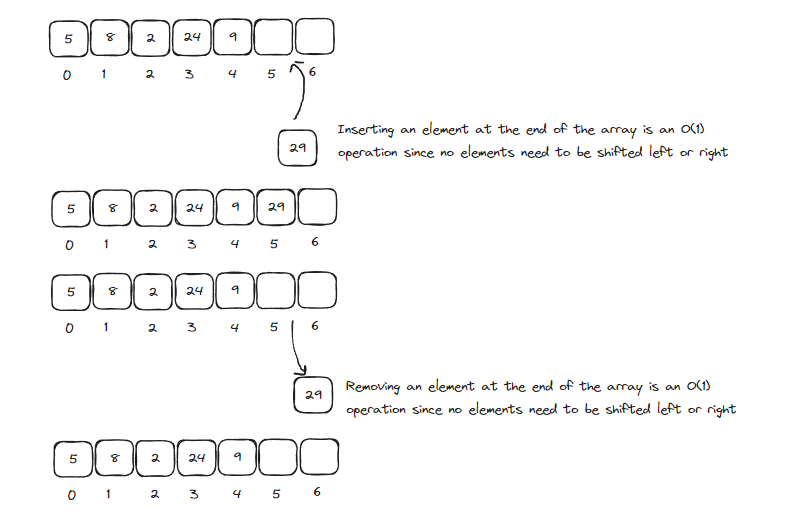 5 8 2 24 9
0 1 2 3 4 5 6
29
Inserting an element at the end of the array is an O(1)
operation since no elements need to be shifted left or right
5 8 2 24 9 29
0 1 2 3 4 5 6
5 8 2 24 9
0 1 2 3 4 5 6
29
Removing an element at the end of the array is an O(1)
operation since no elements need to be shifted left or right
5 8 2 24 9
0 1 2 3 4 5 6